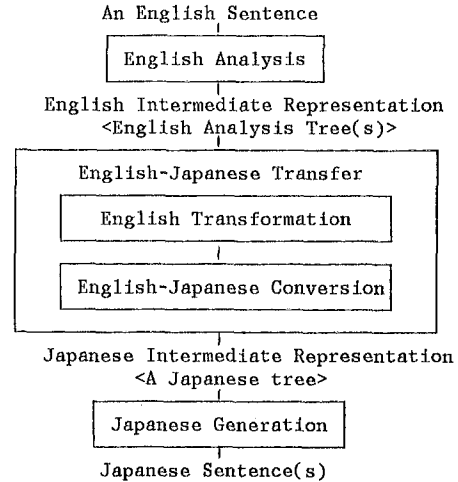 An English Sentence
English Analysis
English Intermediate Representation
<English Analysis Tree(s)>
English-Japanese Transfer
English Transformation
English-Japanese Conversion
Japanese Intermediate Representation
<A Japanese tree>
Japanese Generation
Japanese Sentence(s)